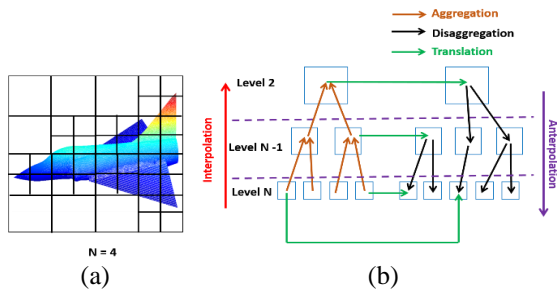 Aggregation
Disaggregation
Translation
Level 2
Level N -1
Level N
Interpolation
Anterpolation
N = 4
(a)
(b)